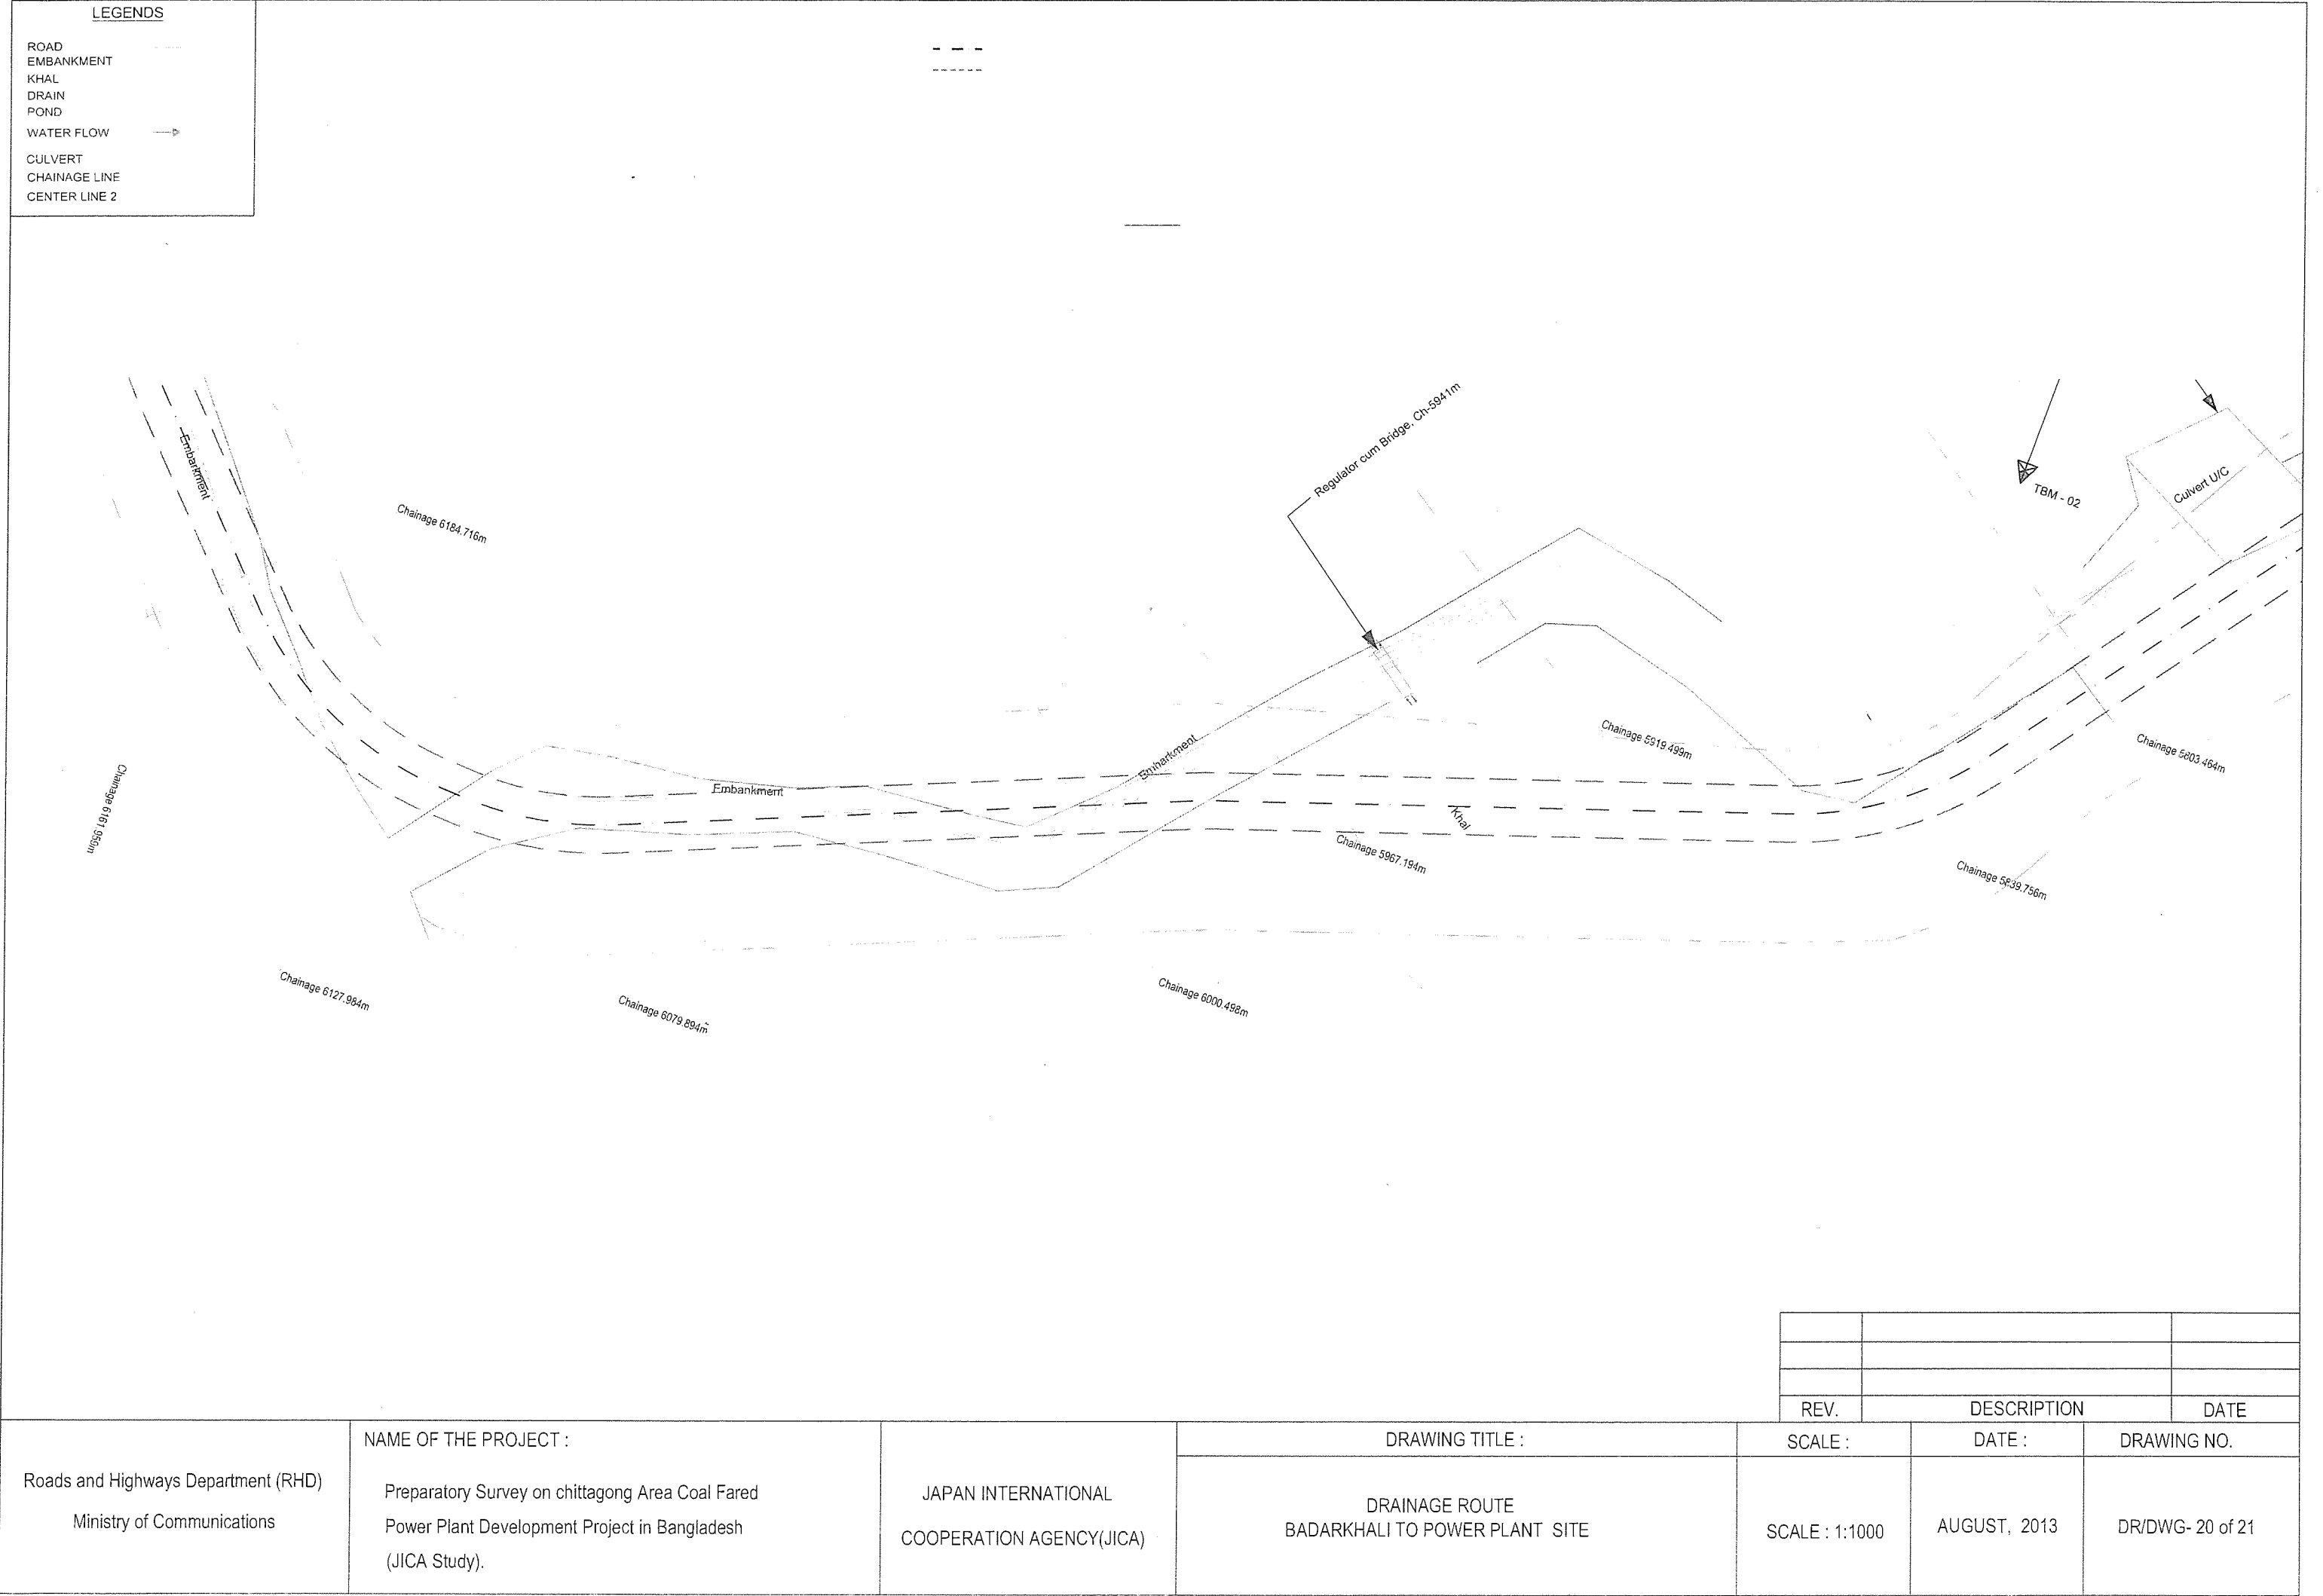 LEGENDS
ROAD
EMBANKMENT
KHAL
DRAIN
POND
WATER FLOW
CULVERT
CHAINAGE LINE
CENTER LINE 2
Embankment
Chainage 6184.716m
Regulator cum Bridge, Ch-5941m
TBM - 02
Culvert U/C
Chainage 6161.959m
Embankment
Embankment
Khal
Chainage 5919.499m
Chainage 5803.464m
Chainage 5967.194m
Chainage 5839.756m
Chainage 6127.984m
Chainage 6079.894m
Chainage 6000.498m
REV.
DESCRIPTION
DATE
Roads and Highways Department (RHD)
Ministry of Communications
NAME OF THE PROJECT :
Preparatory Survey on chittagong Area Coal Fared
Power Plant Development Project in Bangladesh
(JICA Study).
JAPAN INTERNATIONAL
COOPERATION AGENCY(JICA)
DRAWING TITLE :
DRAINAGE ROUTE
BADARKHALI TO POWER PLANT SITE
SCALE :
SCALE : 1:1000
DATE :
AUGUST, 2013
DRAWING NO.
DR/DWG- 20 of 21